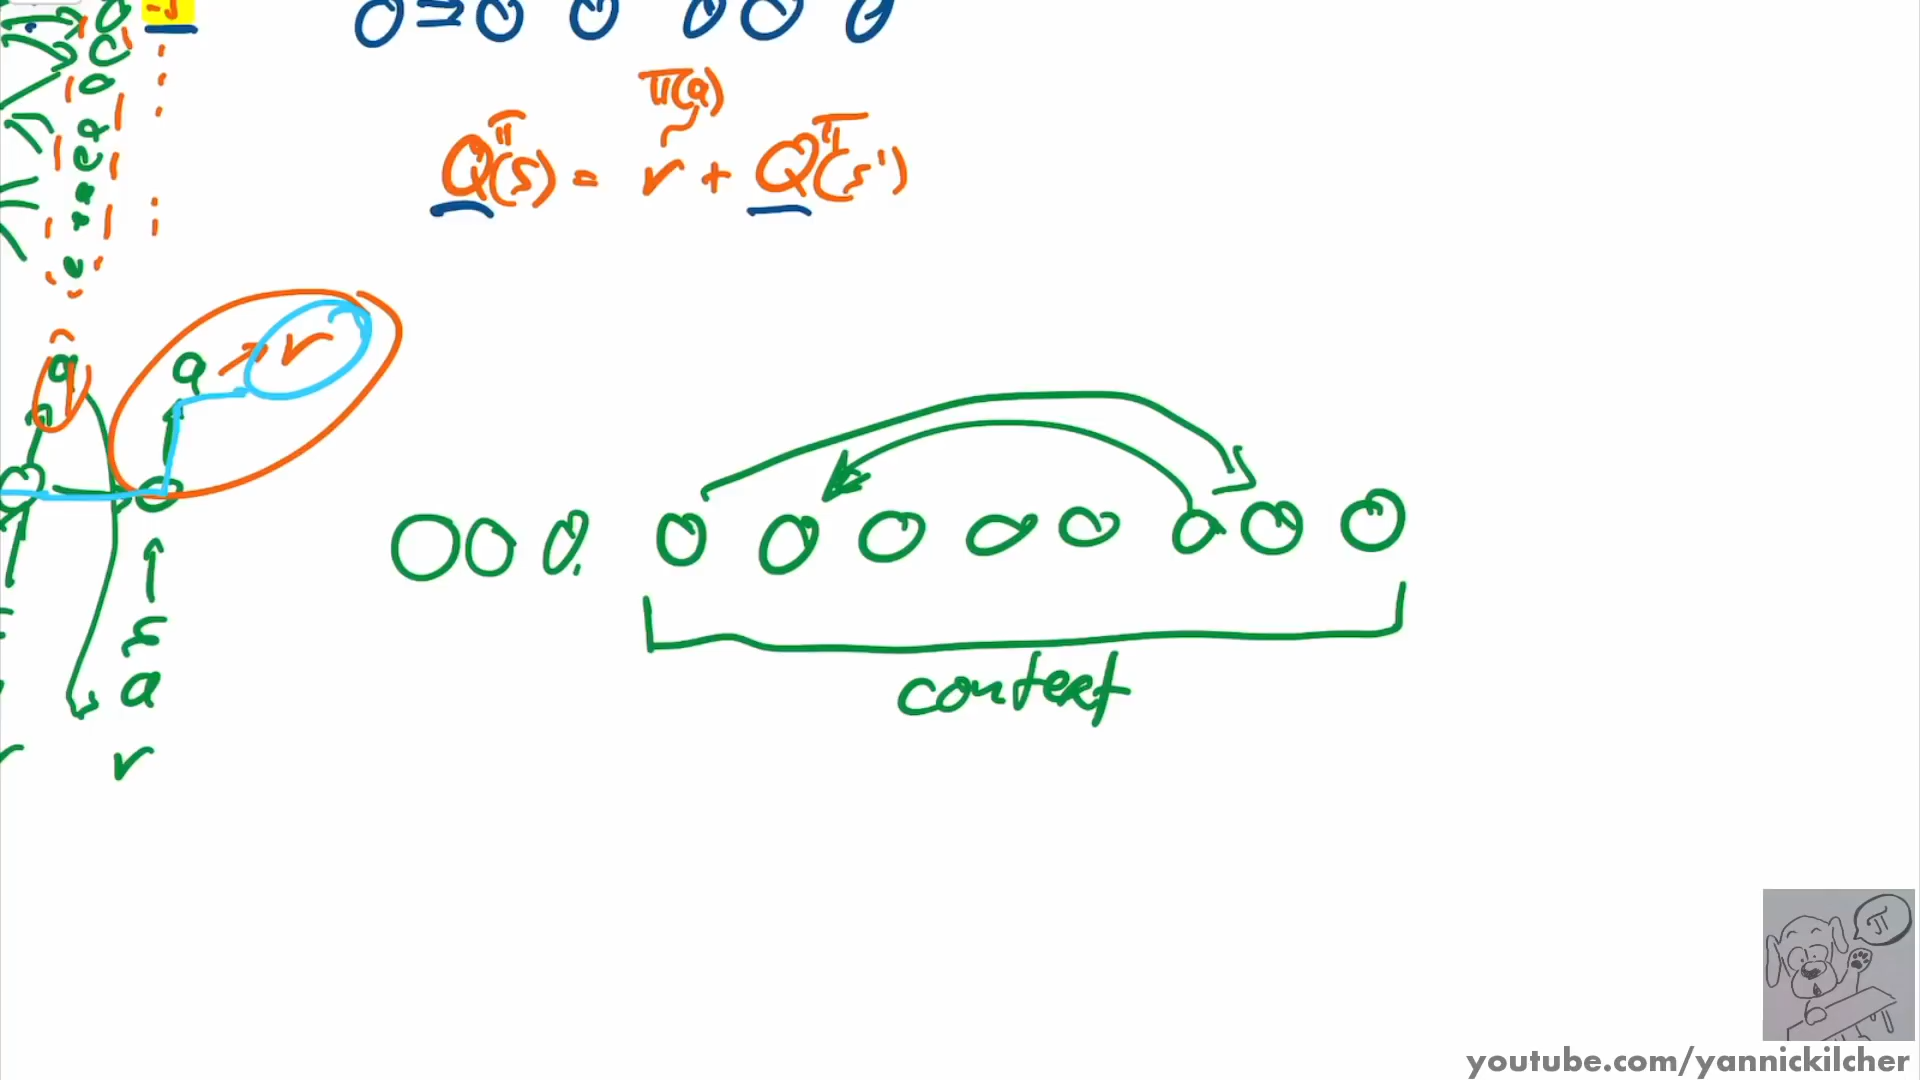 π(a)
Q^π(s) = r + Q^π(s')
a → r
a
context
a
r
π
youtube.com/yannickilcher